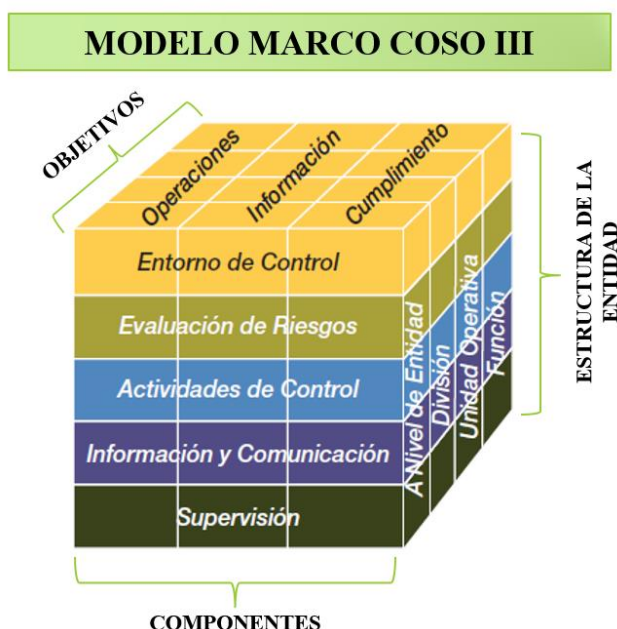 MODELO MARCO COSO III
OBJETIVOS
Operaciones
Información
Cumplimiento
Entorno de Control
Evaluación de Riesgos
Actividades de Control
Información y Comunicación
Supervisión
A Nivel de Entidad
División
Unidad Operativa
Función
ESTRUCTURA DE LA
ENTIDAD
COMPONENTES